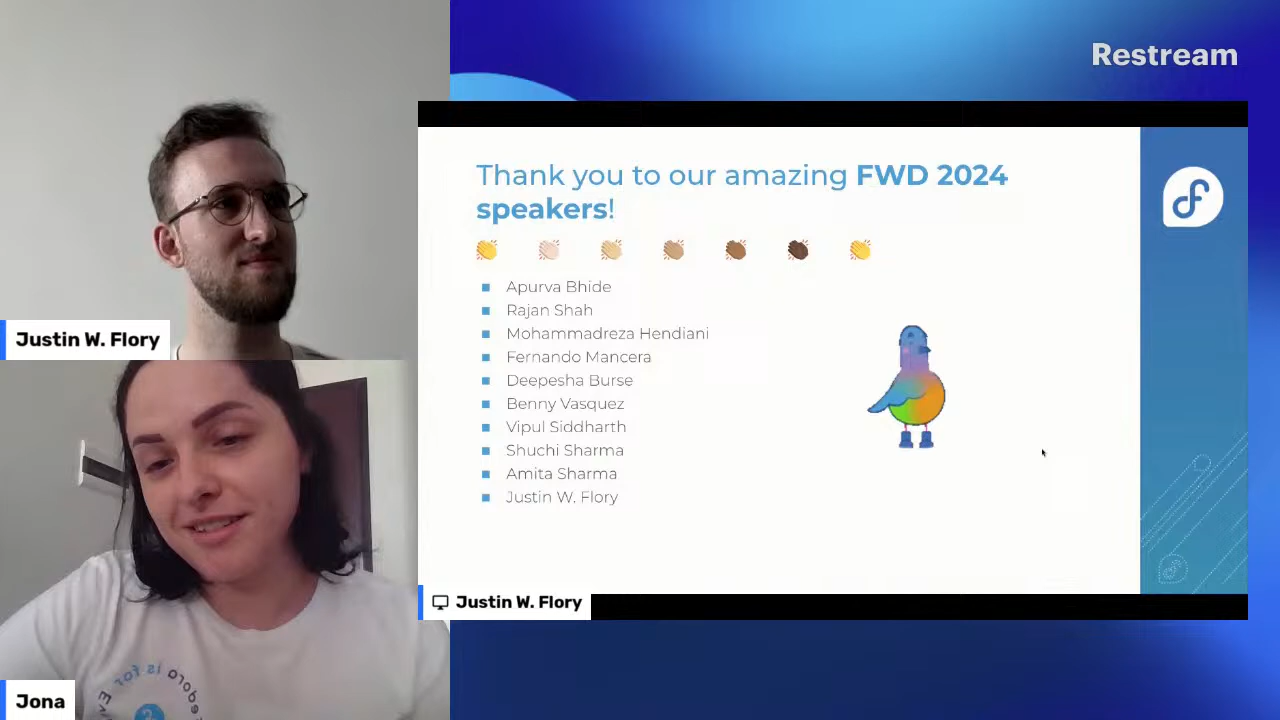 Restream
Thank you to our amazing FWD 2024
speakers!
Apurva Bhide
Rajan Shah
Mohammadreza Hendiani
Fernando Mancera
Deepesha Burse
Benny Vasquez
Vipul Siddharth
Shuchi Sharma
Amita Sharma
Justin W. Flory
Justin W. Flory
Justin W. Flory
Jona